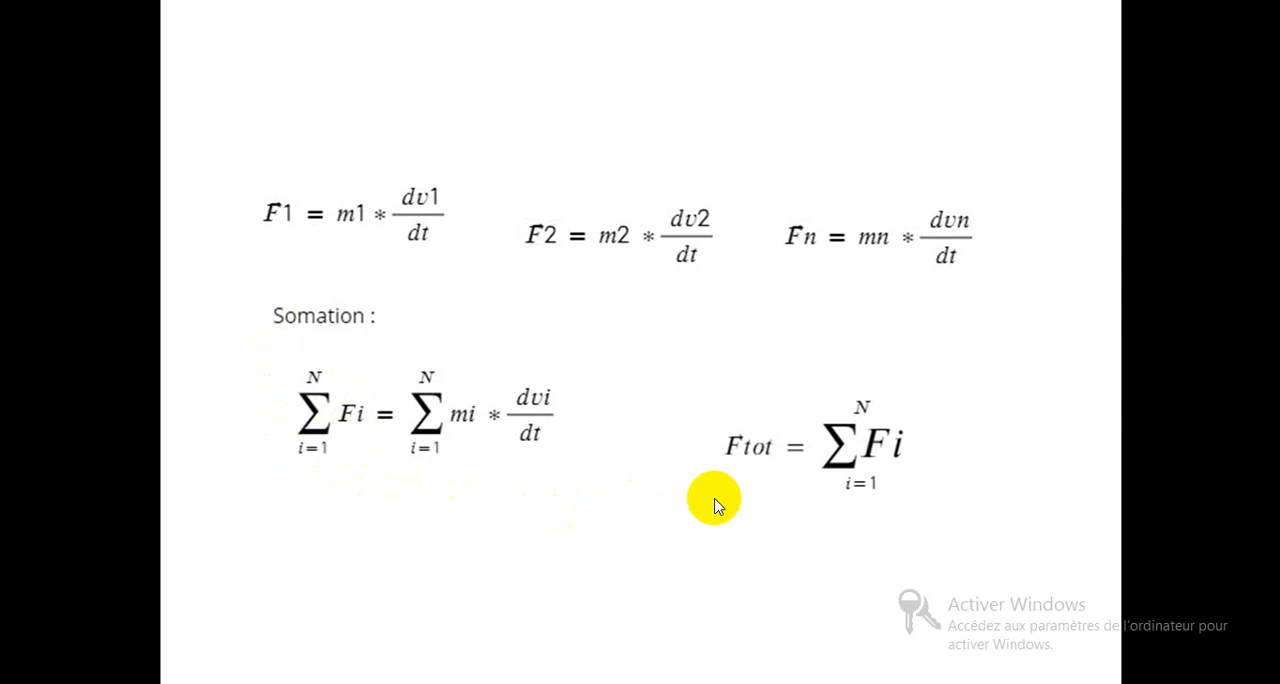 F1 = m1 * dv1/dt
F2 = m2 * dv2/dt
Fn = mn * dvn/dt
Somation :
∑_{i=1}^{N} Fi = ∑_{i=1}^{N} mi * dvi/dt
Ftot = ∑_{i=1}^{N} Fi
Activer Windows
Accédez aux paramètres de l'ordinateur pour
activer Windows.